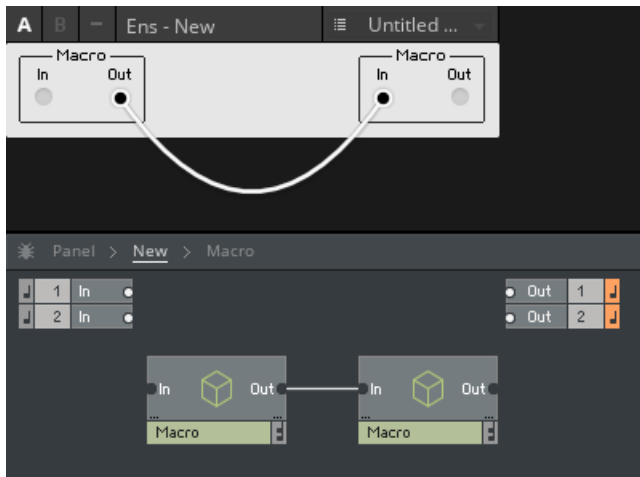 A B - Ens - New Untitled ...
Macro Macro
In Out In Out
Panel > New > Macro
1 In Out 1
2 In Out 2
In Out In Out
... ... ... ...
Macro Macro